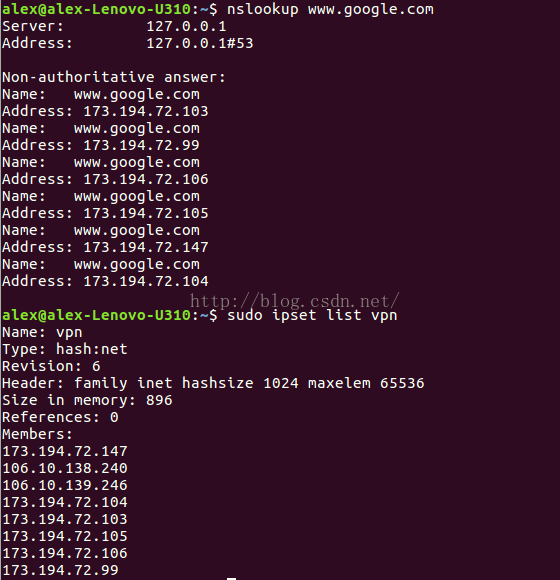 alex@alex-Lenovo-U310:~$ nslookup www.google.com
Server:         127.0.0.1
Address:        127.0.0.1#53
Non-authoritative answer:
Name:   www.google.com
Address: 173.194.72.103
Name:   www.google.com
Address: 173.194.72.99
Name:   www.google.com
Address: 173.194.72.106
Name:   www.google.com
Address: 173.194.72.105
Name:   www.google.com
Address: 173.194.72.147
Name:   www.google.com
Address: 173.194.72.104
http://blog.csdn.net/
alex@alex-Lenovo-U310:~$ sudo ipset list vpn
Name: vpn
Type: hash:net
Revision: 6
Header: family inet hashsize 1024 maxelem 65536
Size in memory: 896
References: 0
Members:
173.194.72.147
106.10.138.240
106.10.139.246
173.194.72.104
173.194.72.103
173.194.72.105
173.194.72.106
173.194.72.99